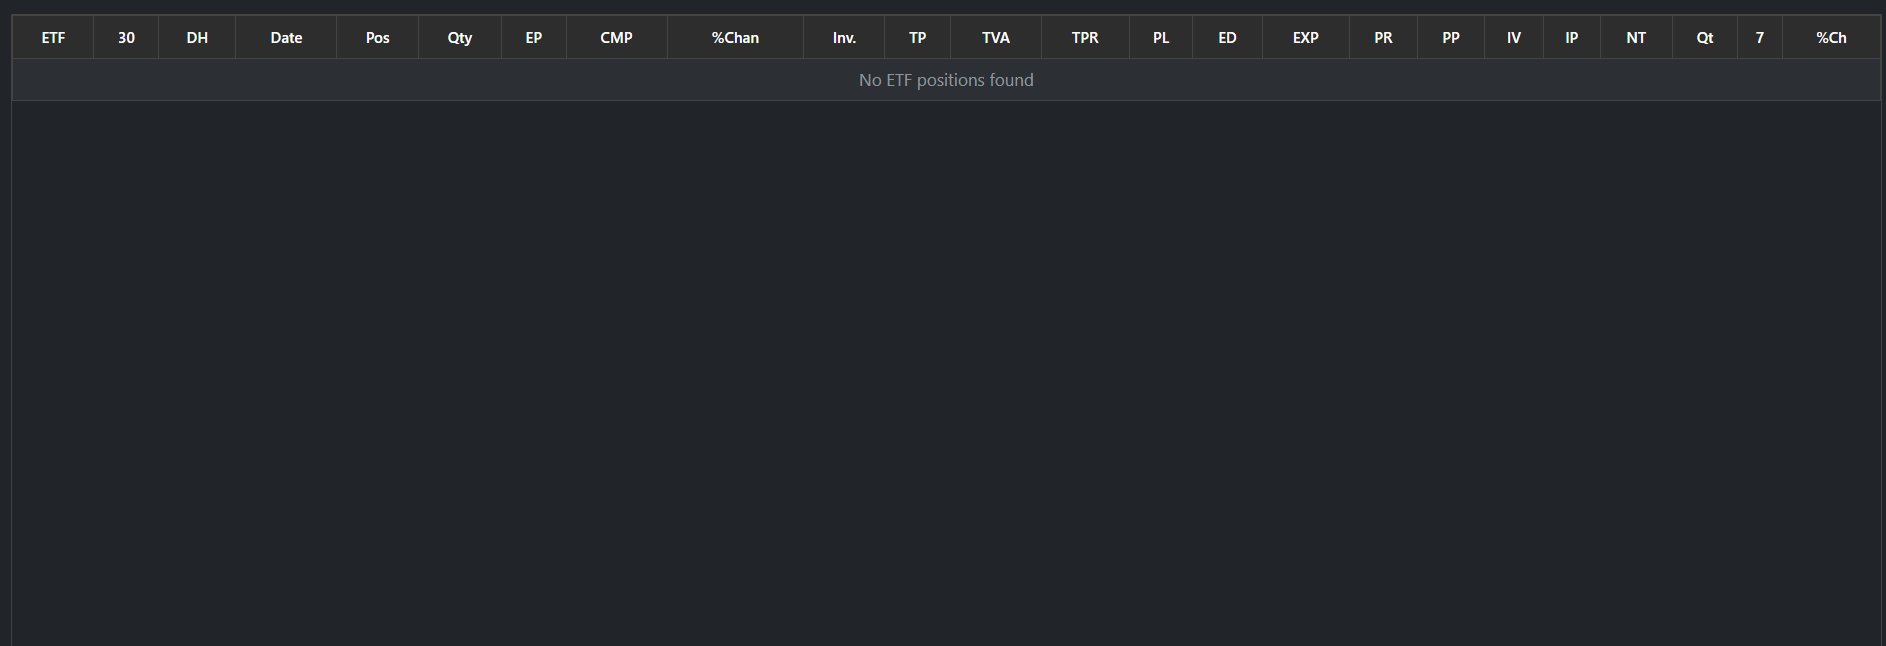 ETF 30 DH Date Pos Qty EP CMP %Chan Inv. TP TVA TPR PL ED EXP PR PP IV IP NT Qt 7 %Ch
No ETF positions found